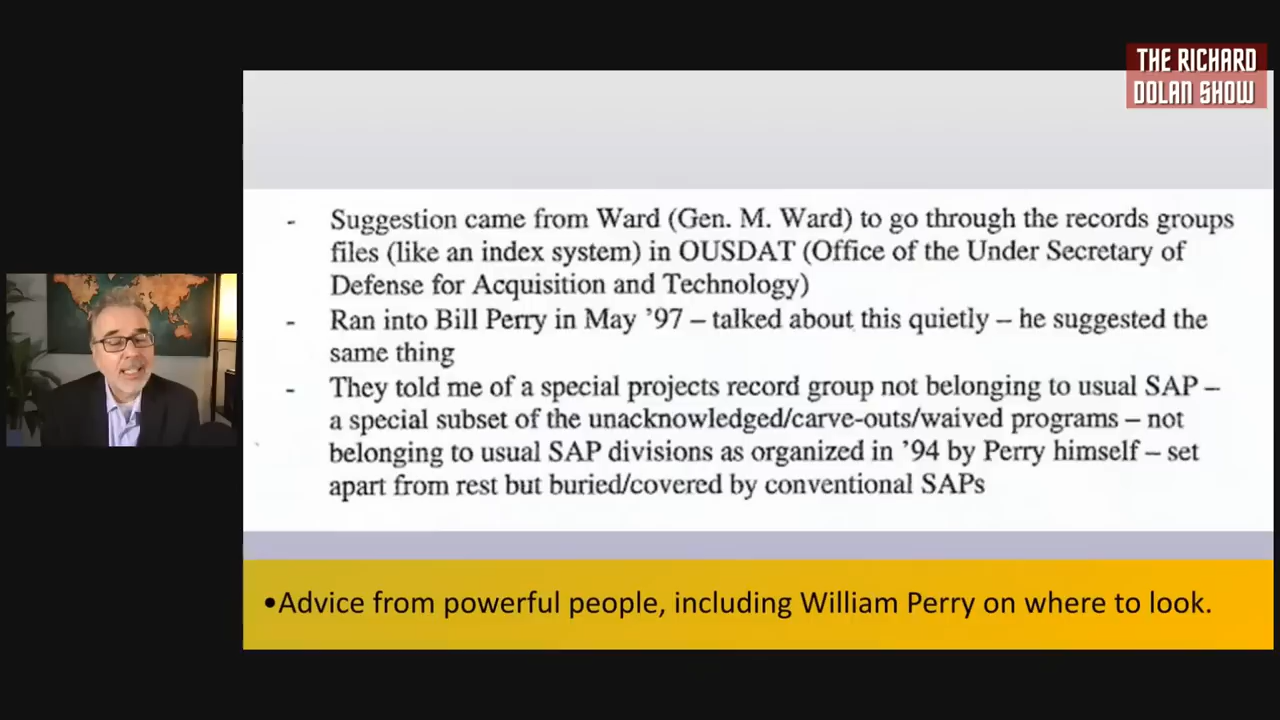 THE RICHARD
DOLAN SHOW
- Suggestion came from Ward (Gen. M. Ward) to go through the records groups
files (like an index system) in OUSDAT (Office of the Under Secretary of
Defense for Acquisition and Technology)
- Ran into Bill Perry in May ’97 – talked about this quietly – he suggested the
same thing
- They told me of a special projects record group not belonging to usual SAP –
a special subset of the unacknowledged/carve-outs/waived programs – not
belonging to usual SAP divisions as organized in ’94 by Perry himself – set
apart from rest but buried/covered by conventional SAPs
•Advice from powerful people, including William Perry on where to look.